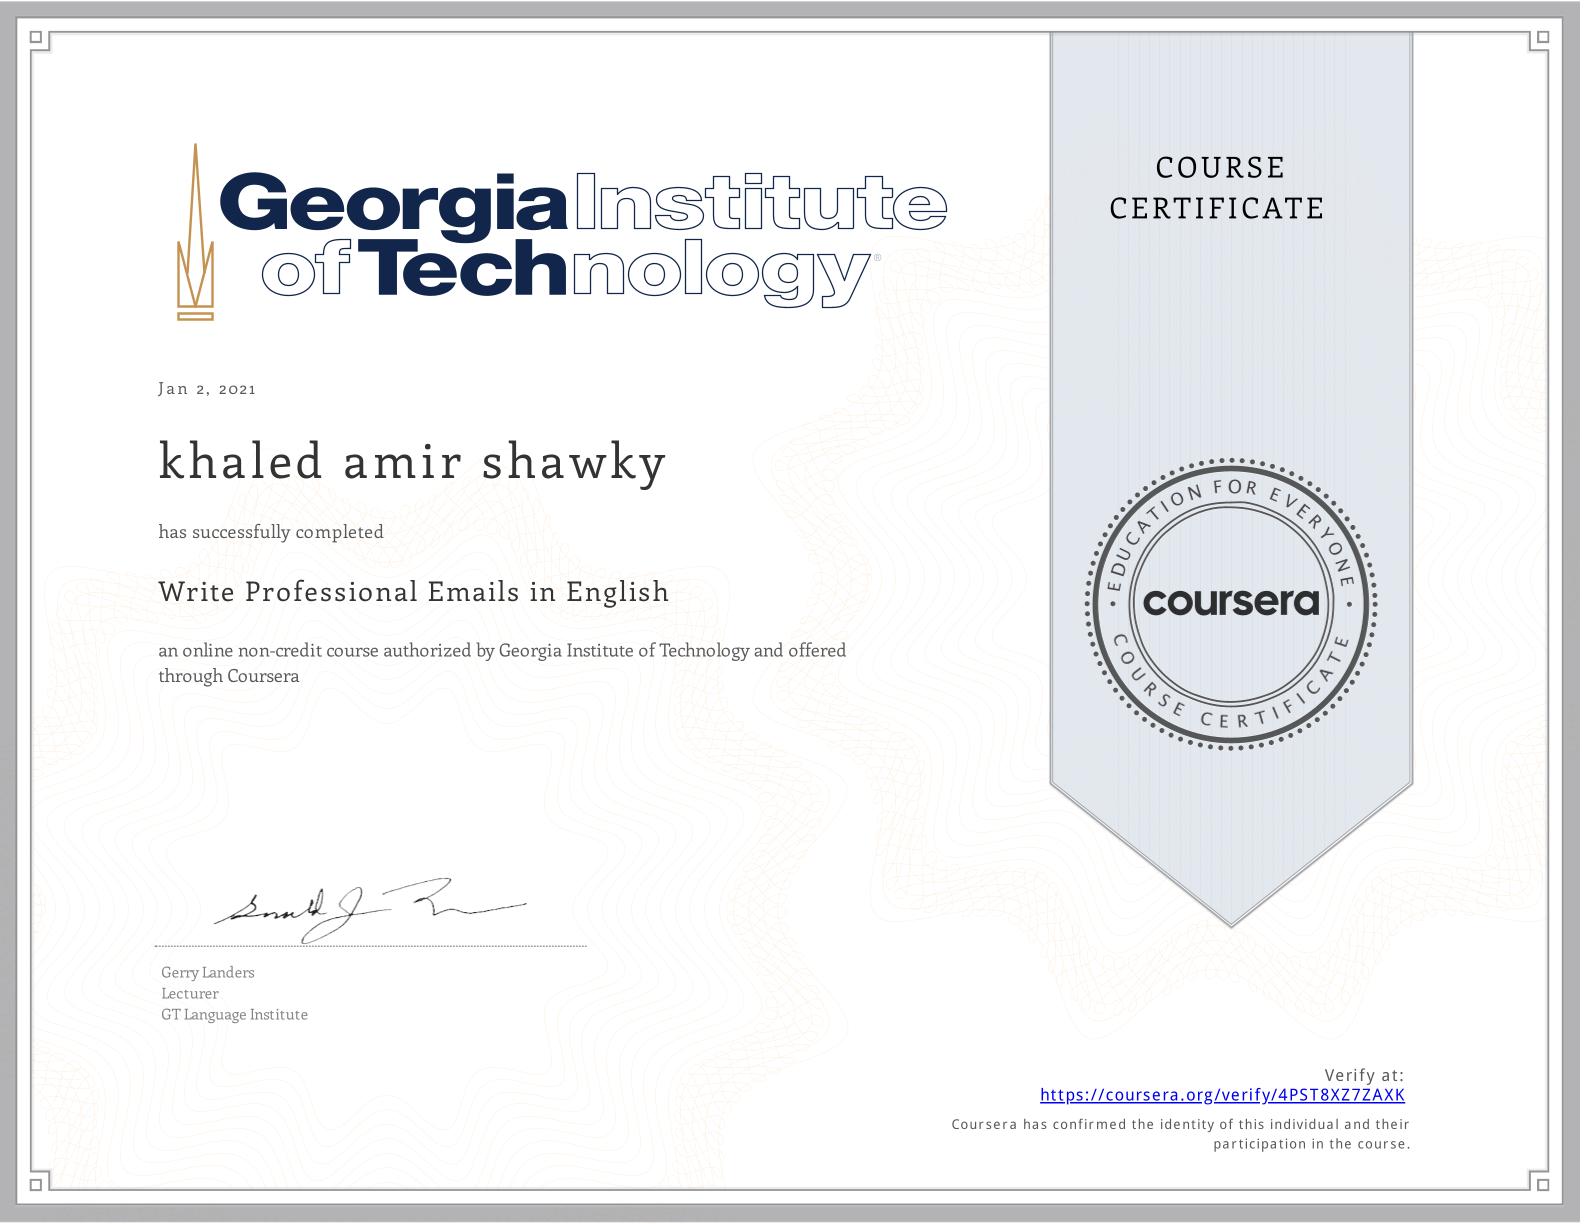 Georgia Institute
of Technology®
COURSE
CERTIFICATE
Jan 2, 2021
khaled amir shawky
has successfully completed
Write Professional Emails in English
an online non-credit course authorized by Georgia Institute of Technology and offered
through Coursera
• EDUCATION FOR EVERYONE •
coursera
COURSE CERTIFICATE
Gerry Landers
Lecturer
GT Language Institute
Verify at:
https://coursera.org/verify/4PST8XZ7ZAXK
Coursera has confirmed the identity of this individual and their
participation in the course.